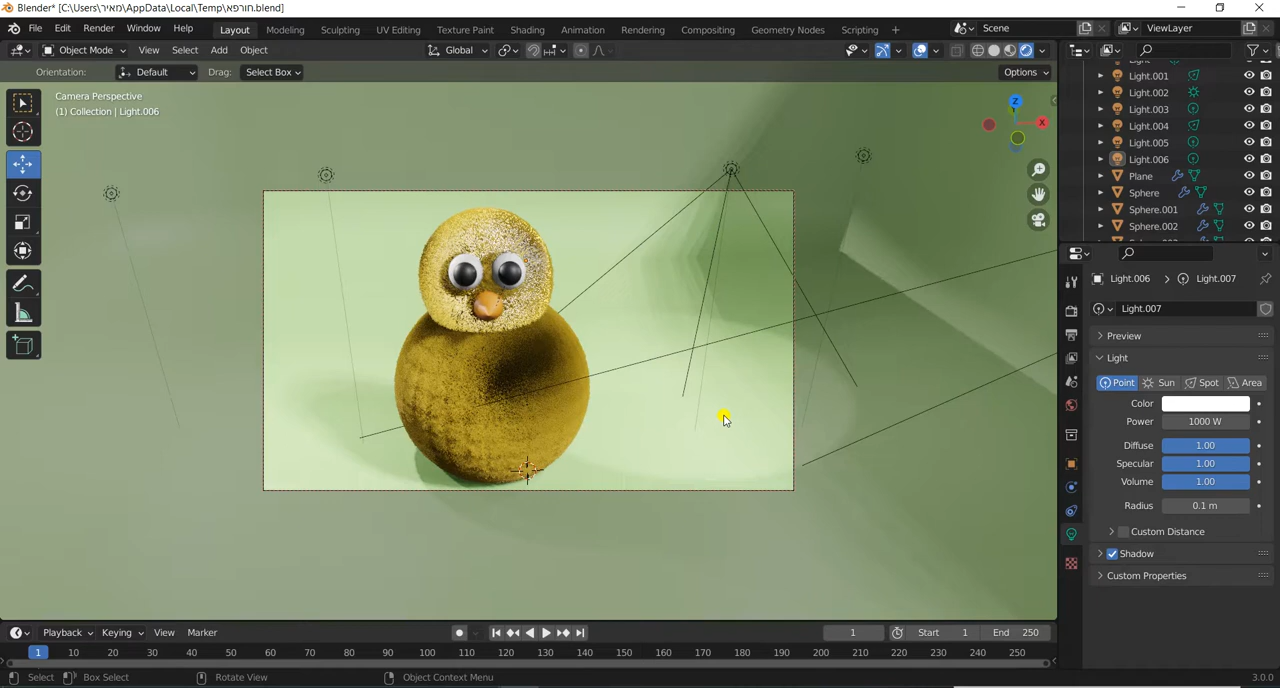 Blender* [C:\Users\מאיר\AppData\Local\Temp\חורפא.blend]
File Edit Render Window Help Layout Modeling Sculpting UV Editing Texture Paint Shading Animation Rendering Compositing Geometry Nodes Scripting + Scene ViewLayer
Object Mode View Select Add Object Global
Orientation: Default Drag: Select Box Options
Camera Perspective
(1) Collection | Light.006
Z
X
Light.001
Light.002
Light.003
Light.004
Light.005
Light.006
Plane
Sphere
Sphere.001
Sphere.002
Light.006 > Light.007
Light.007
Preview
Light
Point Sun Spot Area
Color
Power 1000 W
Diffuse 1.00
Specular 1.00
Volume 1.00
Radius 0.1 m
Custom Distance
Shadow
Custom Properties
Playback Keying View Marker 1 Start 1 End 250
1 10 20 30 40 50 60 70 80 90 100 110 120 130 140 150 160 170 180 190 200 210 220 230 240 250
Select Box Select Rotate View Object Context Menu 3.0.0